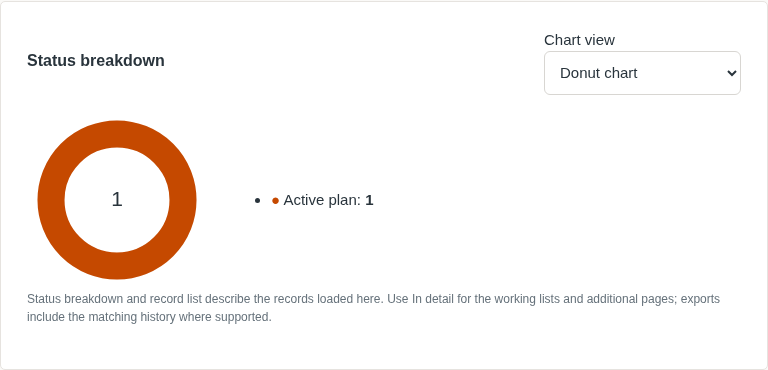 Chart view
Status breakdown
Donut chart
1
Active plan: 1
Status breakdown and record list describe the records loaded here. Use In detail for the working lists and additional pages; exports
include the matching history where supported.